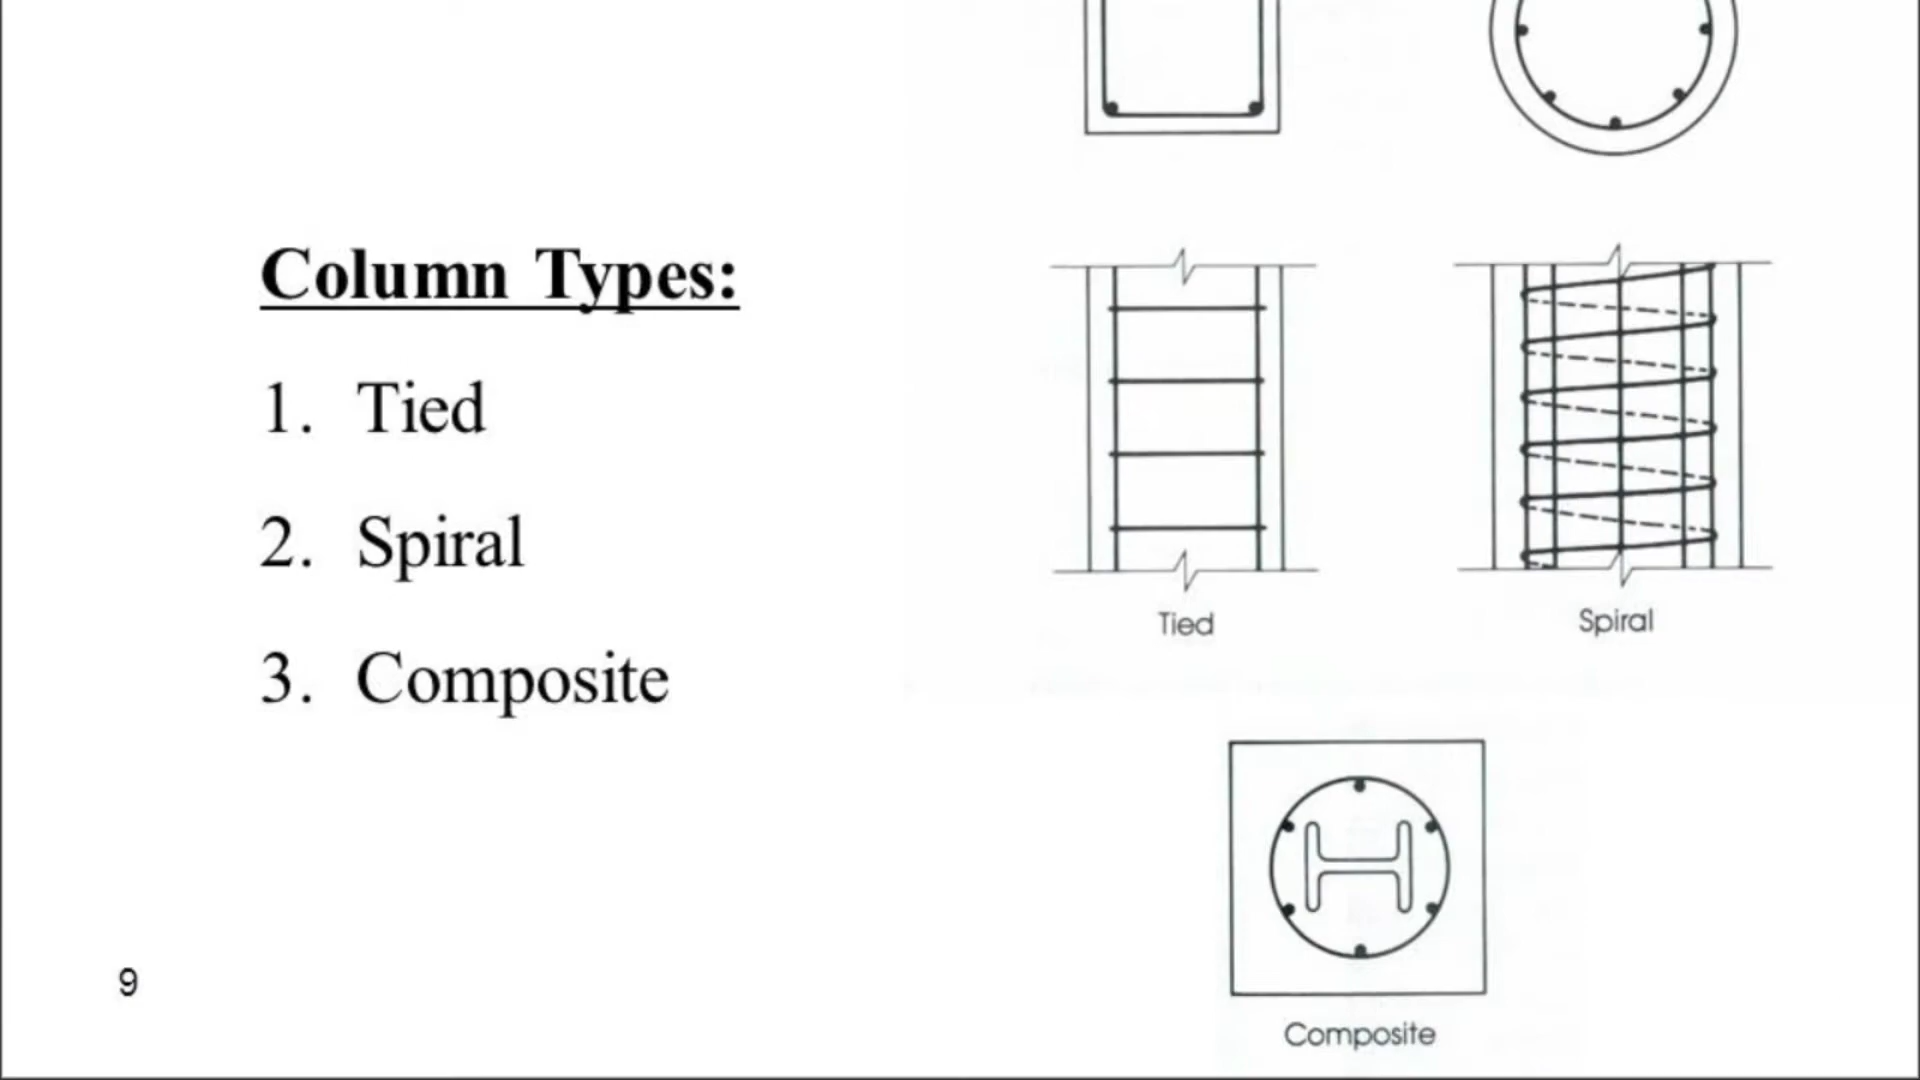 Column Types:
1. Tied
2. Spiral
3. Composite
Tied
Spiral
Composite
9